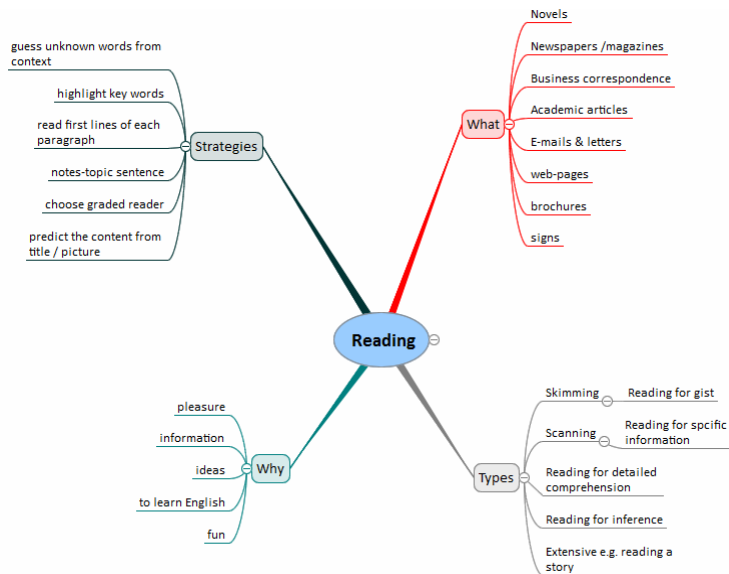 Reading
What
Novels
Newspapers /magazines
Business correspondence
Academic articles
E-mails & letters
web-pages
brochures
signs
Types
Skimming
Reading for gist
Scanning
Reading for spcific
information
Reading for detailed
comprehension
Reading for inference
Extensive e.g. reading a
story
Strategies
guess unknown words from
context
highlight key words
read first lines of each
paragraph
notes-topic sentence
choose graded reader
predict the content from
title / picture
Why
pleasure
information
ideas
to learn English
fun